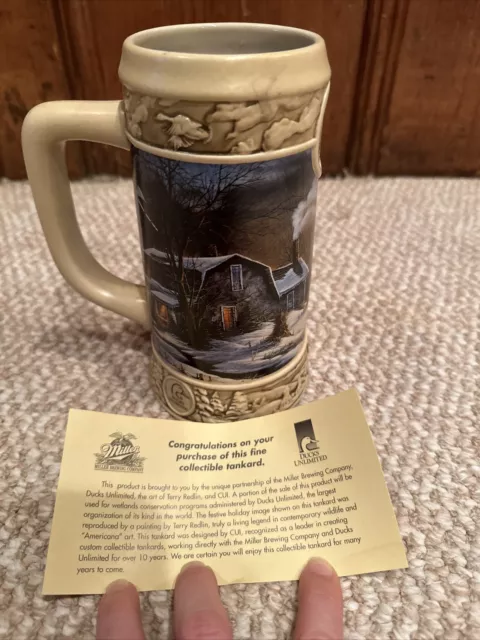 Miller
MILLER BREWING COMPANY
Congratulations on your
purchase of this fine
collectible tankard.
DUCKS
UNLIMITED
This product is brought to you by the unique partnership of the Miller Brewing Company,
Ducks Unlimited, the art of Terry Redlin, and CUI. A portion of the sale of this product will be
used for wetlands conservation programs administered by Ducks Unlimited, the largest
organization of its kind in the world. The festive holiday image shown on this tankard was
reproduced by a painting by Terry Redlin, truly a living legend in contemporary wildlife and
"Americana" art. This tankard was designed by CUI, recognized as a leader in creating
custom collectible tankards, working directly with the Miller Brewing Company and Ducks
Unlimited for over 10 years. We are certain you will enjoy this collectible tankard for many
years to come.